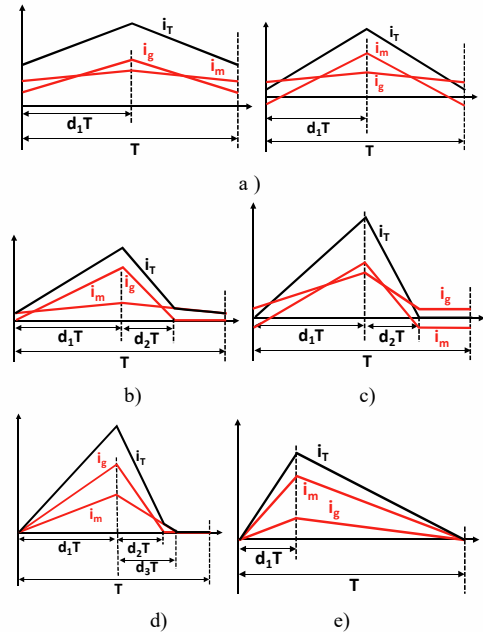 i_T
i_g
i_m
d_1T
T
i_T
i_m
i_g
d_1T
T
a )
i_T
i_g
i_m
d_1T
d_2T
T
b)
i_T
i_g
d_1T
d_2T
i_m
T
c)
i_T
i_g
i_m
d_1T
d_2T
d_3T
T
d)
i_T
i_m
i_g
d_1T
T
e)